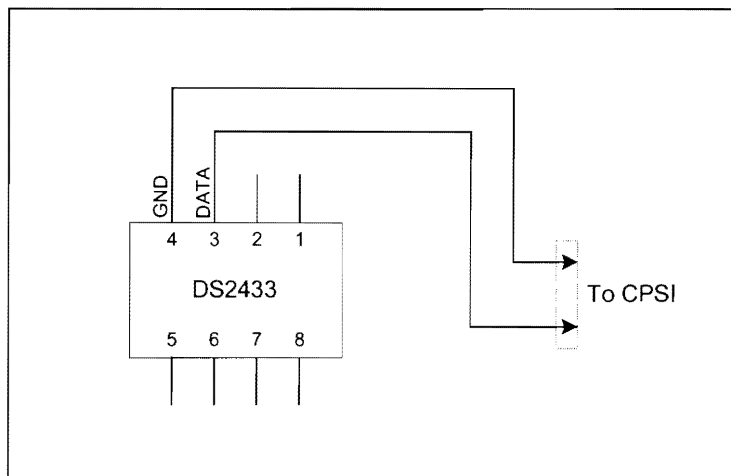 GND
DATA
4 3 2 1
DS2433
5 6 7 8
To CPSI